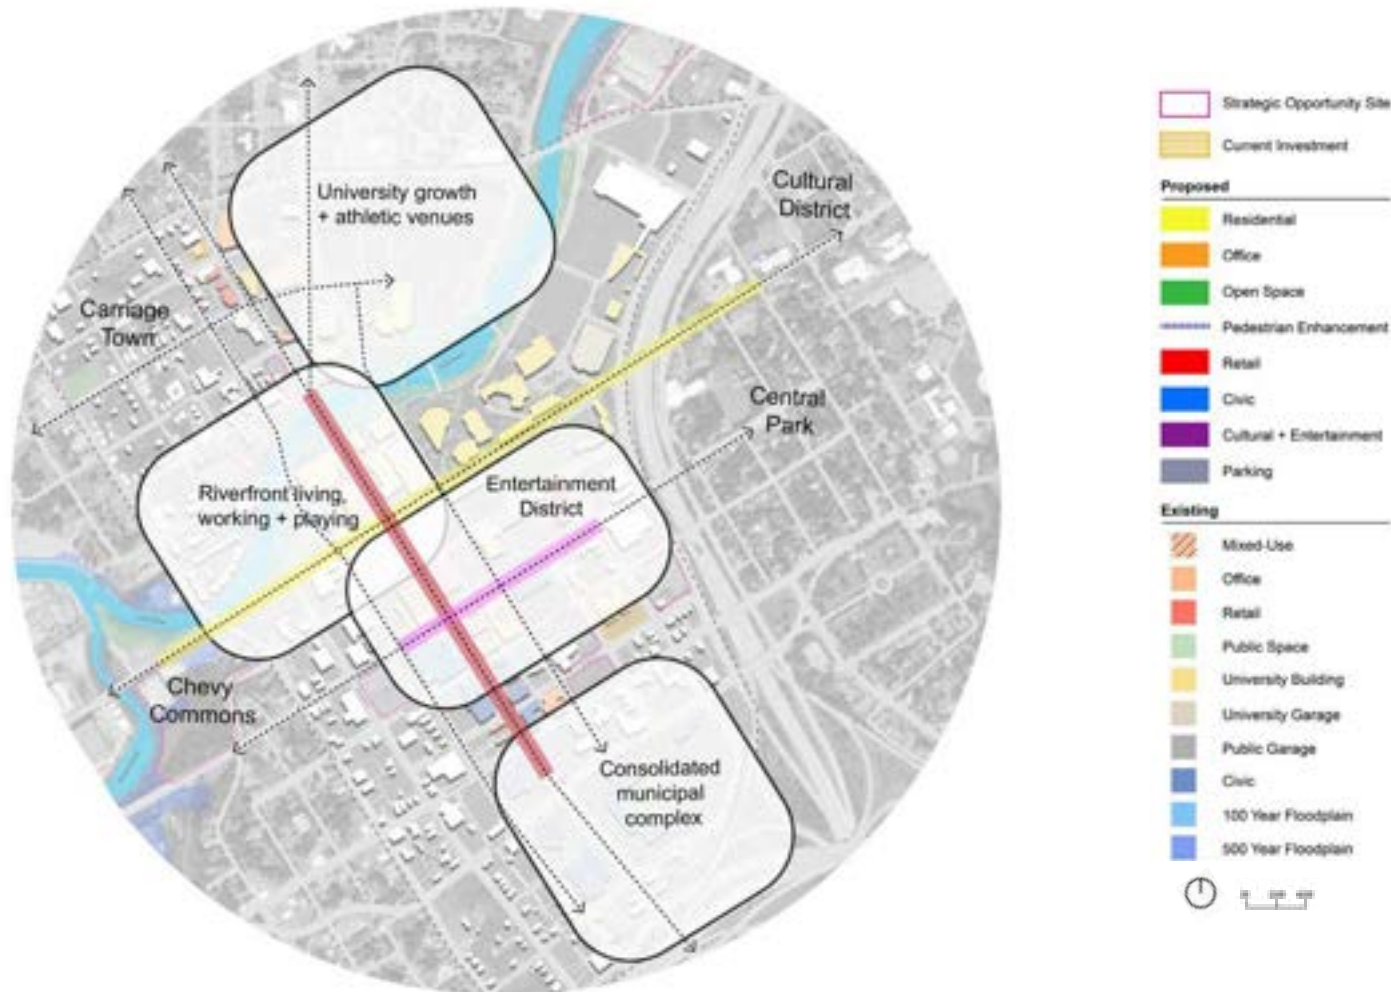 University growth
+ athletic venues
Cultural
District
Carriage
Town
Central
Park
Riverfront living,
working + playing
Entertainment
District
Chevy
Commons
Consolidated
municipal
complex
Strategic Opportunity Site
Current Investment
Proposed
Residential
Office
Open Space
Pedestrian Enhancement
Retail
Civic
Cultural + Entertainment
Parking
Existing
Mixed-Use
Office
Retail
Public Space
University Building
University Garage
Public Garage
Civic
100 Year Floodplain
500 Year Floodplain